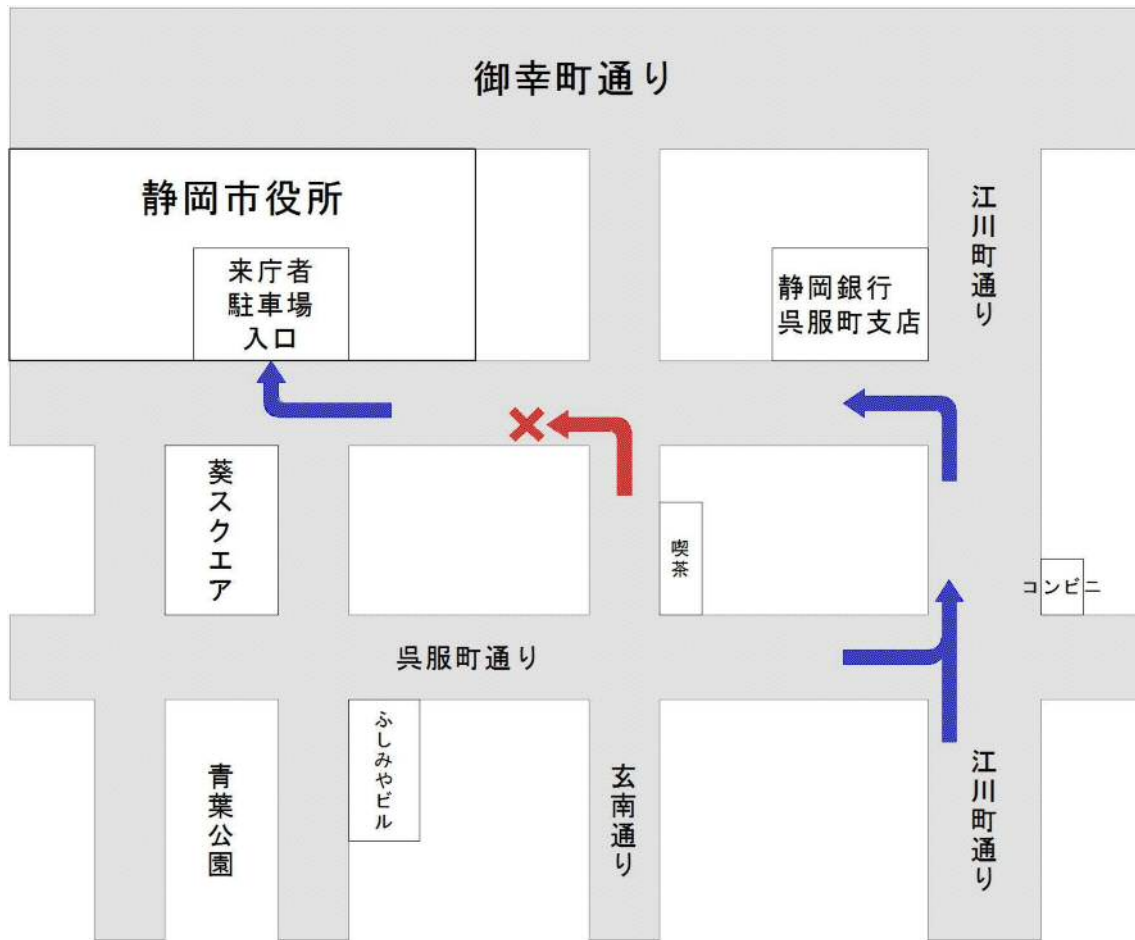 御幸町通り
静岡市役所
江川町通り
来庁者
駐車場
入口
静岡銀行
呉服町支店
葵スクエア
喫茶
コンビニ
呉服町通り
ふしみやビル
青葉公園
玄南通り
江川町通り